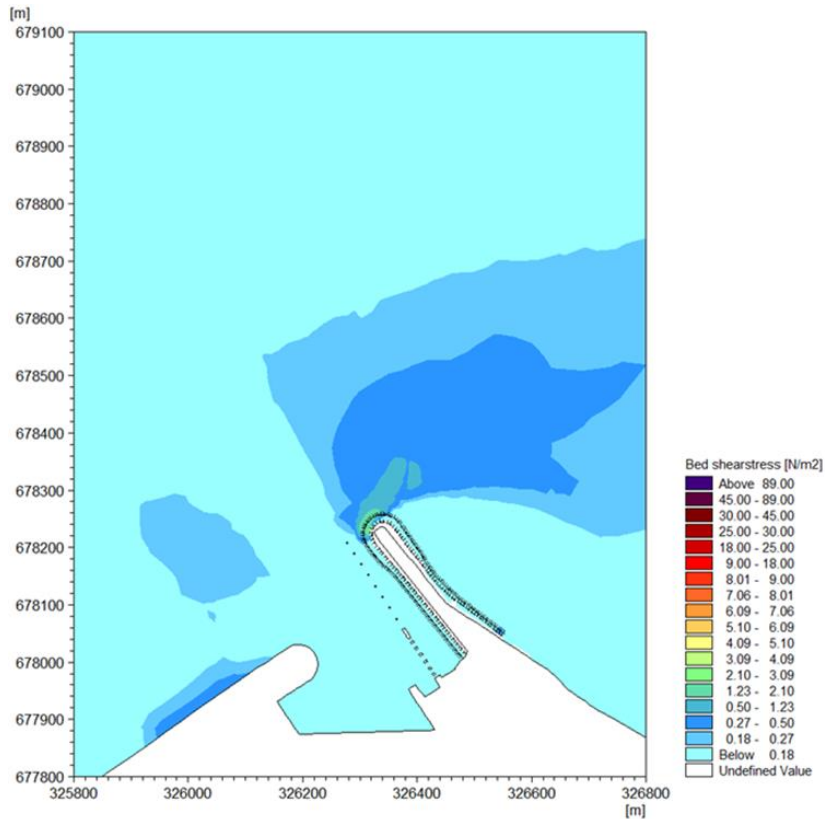 [m]
679100
679000
678900
678800
678700
678600
678500
678400
678300
678200
678100
678000
677900
677800
325800 326000 326200 326400 326600 326800
[m]
Bed shearstress [N/m2]
Above 89.00
45.00 - 89.00
30.00 - 45.00
25.00 - 30.00
18.00 - 25.00
9.00 - 18.00
8.01 - 9.00
7.06 - 8.01
6.09 - 7.06
5.10 - 6.09
4.09 - 5.10
3.09 - 4.09
2.10 - 3.09
1.23 - 2.10
0.50 - 1.23
0.27 - 0.50
0.18 - 0.27
Below 0.18
Undefined Value